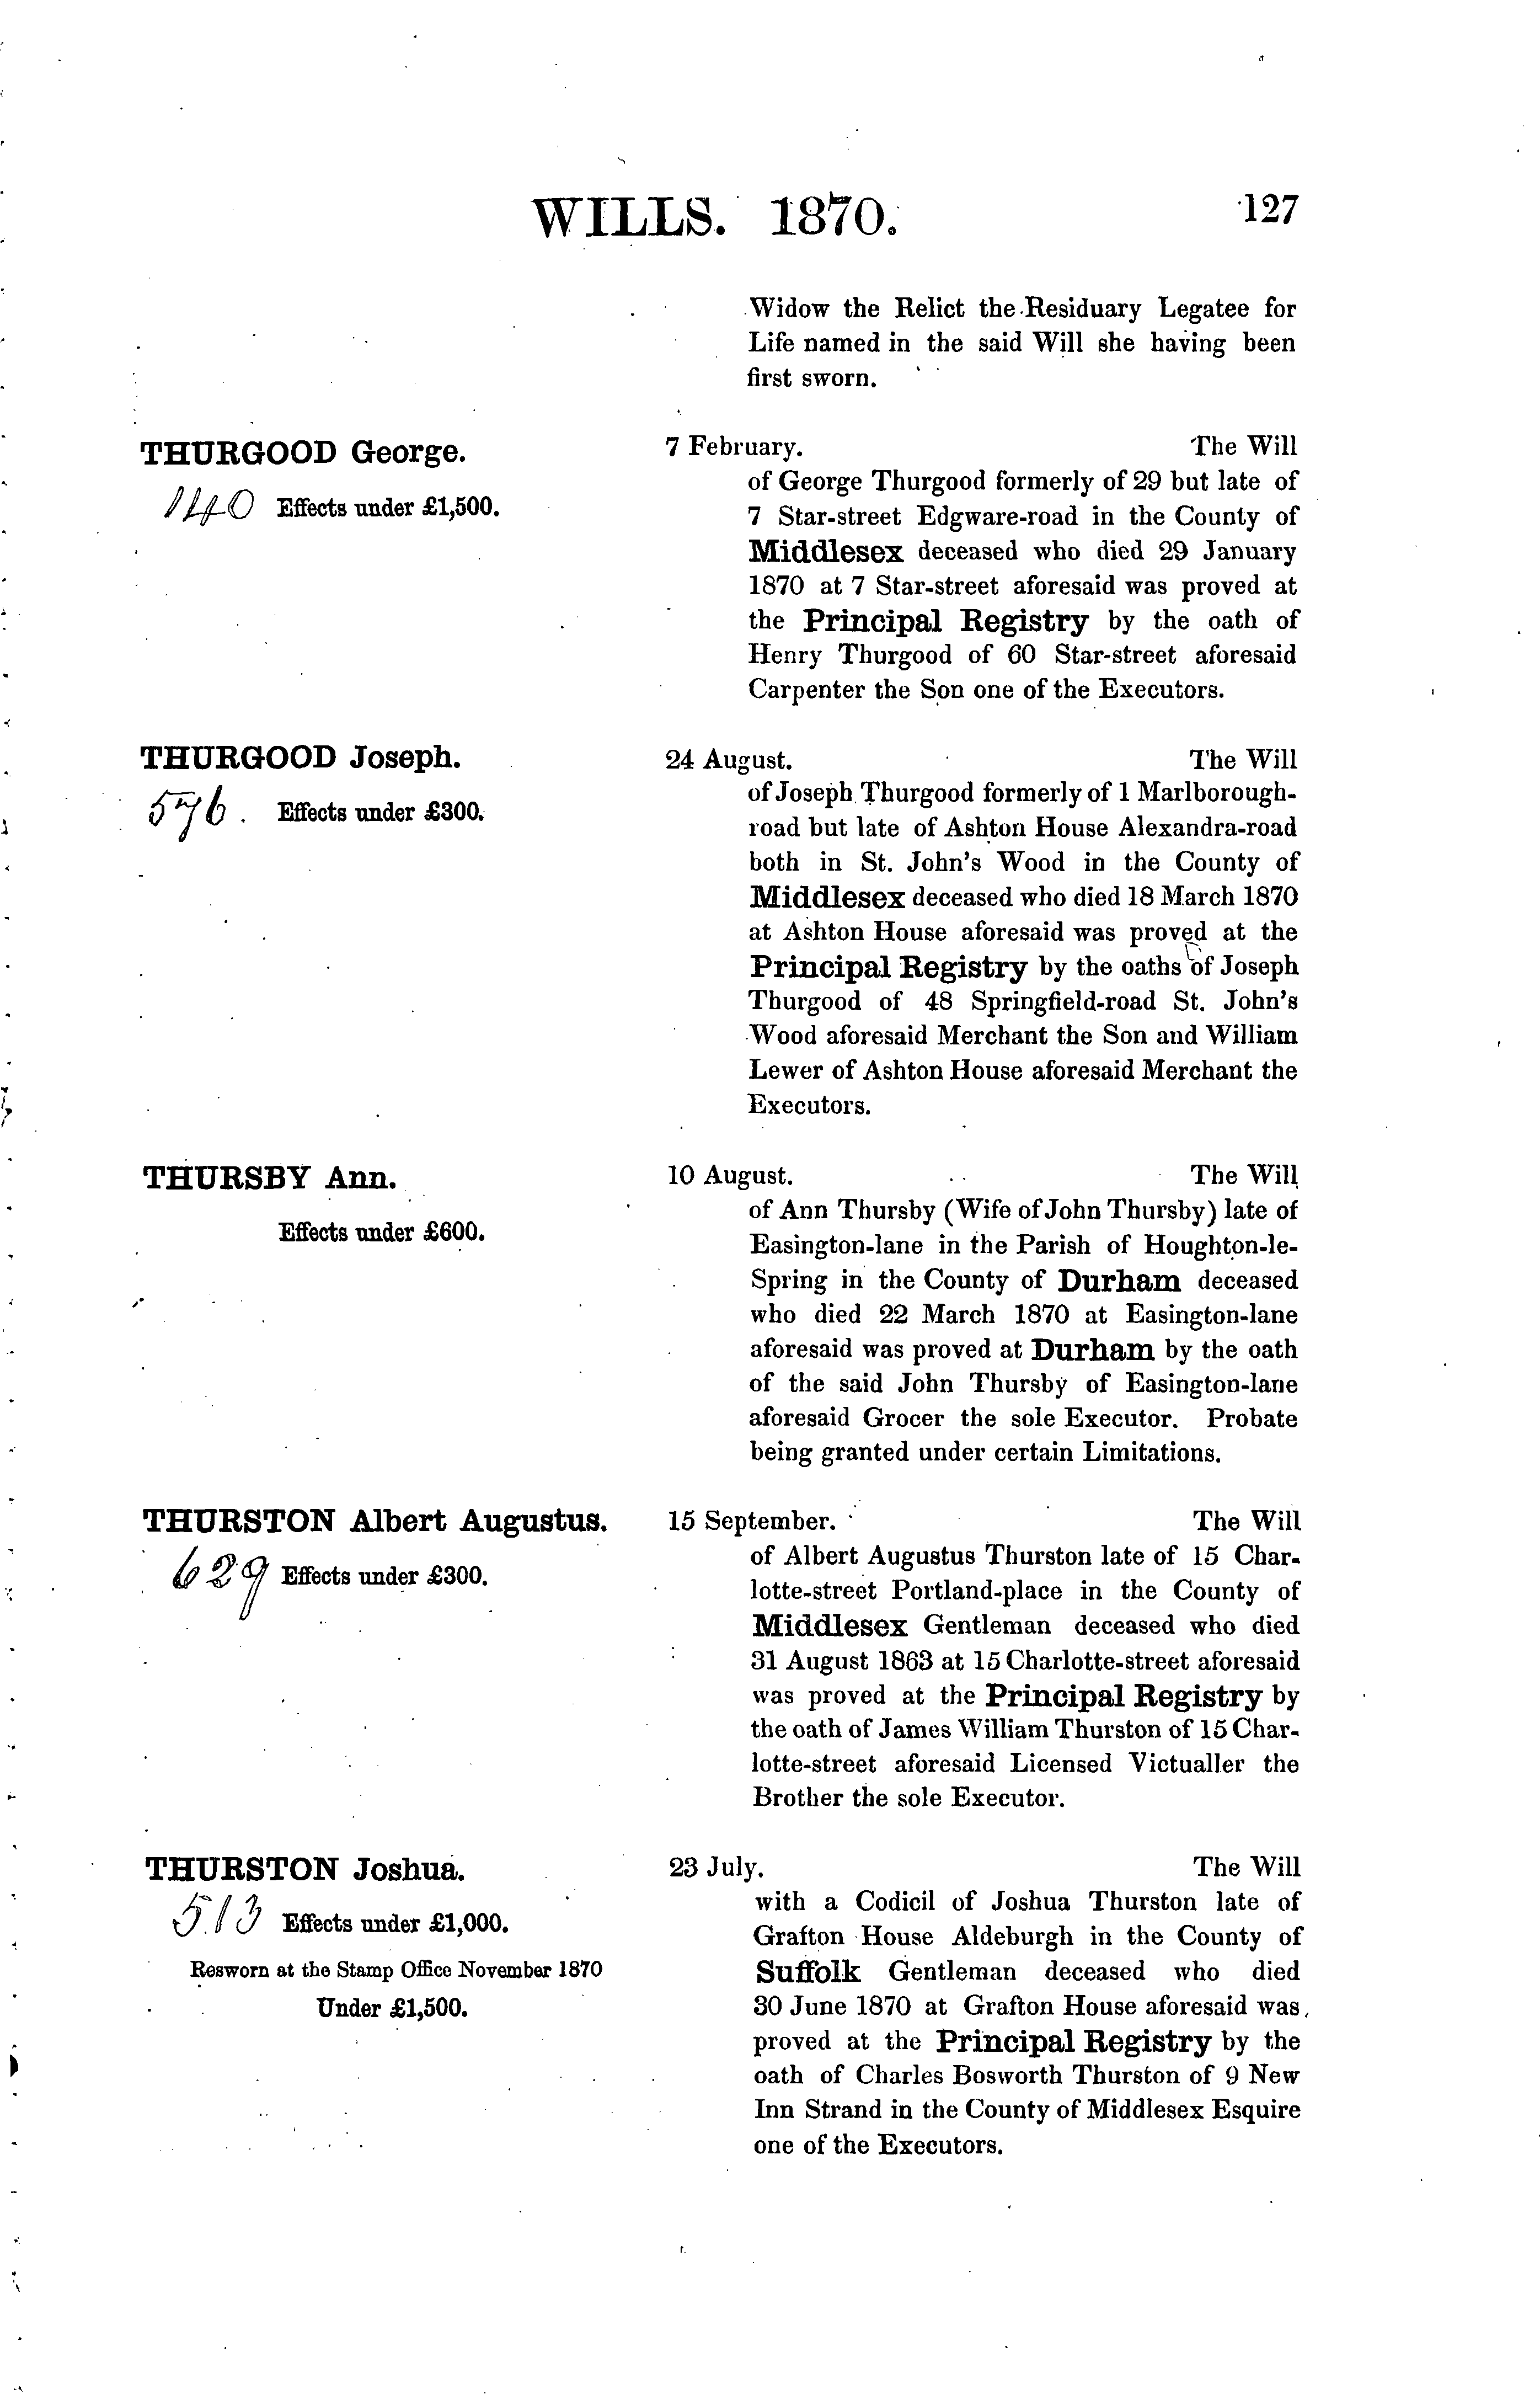 WILLS. 1870. 127
Widow the Relict the Residuary Legatee for
Life named in the said Will she having been
first sworn.
THURGOOD George.
140 Effects under £1,500.
7 February. The Will
of George Thurgood formerly of 29 but late of
7 Star-street Edgware-road in the County of
Middlesex deceased who died 29 January
1870 at 7 Star-street aforesaid was proved at
the Principal Registry by the oath of
Henry Thurgood of 60 Star-street aforesaid
Carpenter the Son one of the Executors.
THURGOOD Joseph.
576. Effects under £300.
24 August. The Will
of Joseph Thurgood formerly of 1 Marlborough-
road but late of Ashton House Alexandra-road
both in St. John's Wood in the County of
Middlesex deceased who died 18 March 1870
at Ashton House aforesaid was proved at the
Principal Registry by the oaths of Joseph
Thurgood of 48 Springfield-road St. John's
Wood aforesaid Merchant the Son and William
Lewer of Ashton House aforesaid Merchant the
Executors.
THURSBY Ann.
Effects under £600.
10 August. The Will
of Ann Thursby (Wife of John Thursby) late of
Easington-lane in the Parish of Houghton-le-
Spring in the County of Durham deceased
who died 22 March 1870 at Easington-lane
aforesaid was proved at Durham by the oath
of the said John Thursby of Easington-lane
aforesaid Grocer the sole Executor. Probate
being granted under certain Limitations.
THURSTON Albert Augustus.
629 Effects under £300.
15 September. The Will
of Albert Augustus Thurston late of 15 Char-
lotte-street Portland-place in the County of
Middlesex Gentleman deceased who died
31 August 1863 at 15 Charlotte-street aforesaid
was proved at the Principal Registry by
the oath of James William Thurston of 15 Char-
lotte-street aforesaid Licensed Victualler the
Brother the sole Executor.
THURSTON Joshua.
513 Effects under £1,000.
Resworn at the Stamp Office November 1870
Under £1,500.
23 July. The Will
with a Codicil of Joshua Thurston late of
Grafton House Aldeburgh in the County of
Suffolk Gentleman deceased who died
30 June 1870 at Grafton House aforesaid was
proved at the Principal Registry by the
oath of Charles Bosworth Thurston of 9 New
Inn Strand in the County of Middlesex Esquire
one of the Executors.